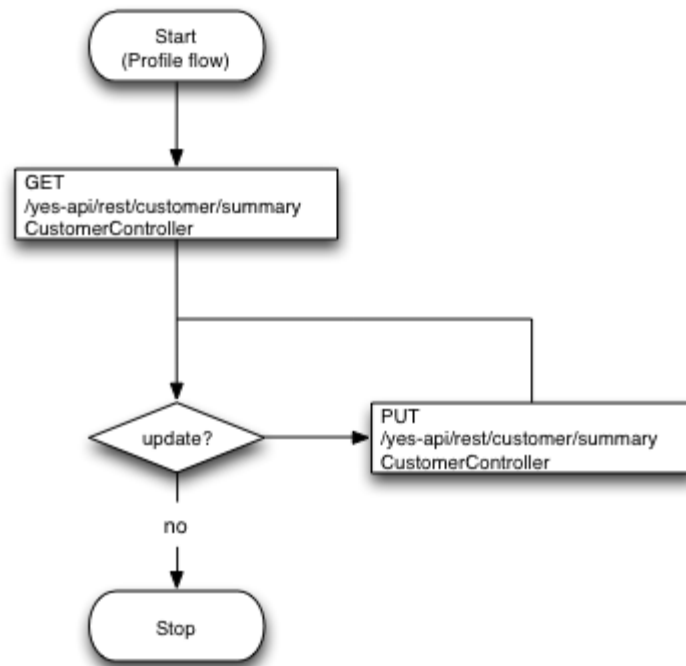 Start
(Profile flow)
GET
/yes-api/rest/customer/summary
CustomerController
update?
PUT
/yes-api/rest/customer/summary
CustomerController
no
Stop